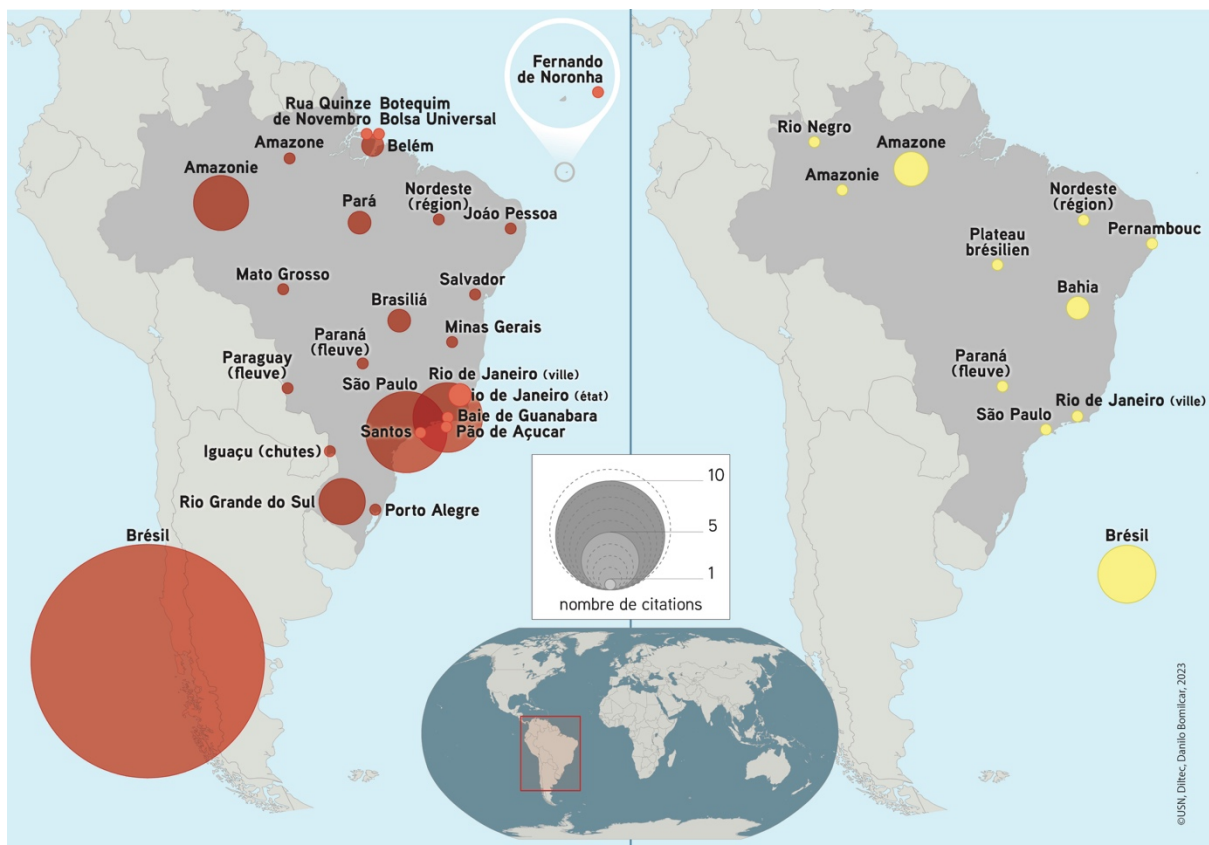 Fernando
de Noronha
Rua Quinze
de Novembro
Botequim
Bolsa Universal
Belém
Amazone
Amazonie
Pará
Nordeste
(région)
Joáo Pessoa
Mato Grosso
Salvador
Brasiliá
Minas Gerais
Paraná
(fleuve)
Paraguay
(fleuve)
São Paulo
Rio de Janeiro (ville)
io de Janeiro (état)
Baie de Guanabara
Santos
Pão de Açucar
Iguaçu (chutes)
Rio Grande do Sul
Porto Alegre
Brésil
10
5
1
nombre de citations
Rio Negro
Amazone
Amazonie
Nordeste
(région)
Pernambouc
Plateau
brésilien
Bahia
Paraná
(fleuve)
Rio de Janeiro (ville)
São Paulo
Brésil
©USN, Diltec, Danilo Bomilcar, 2023